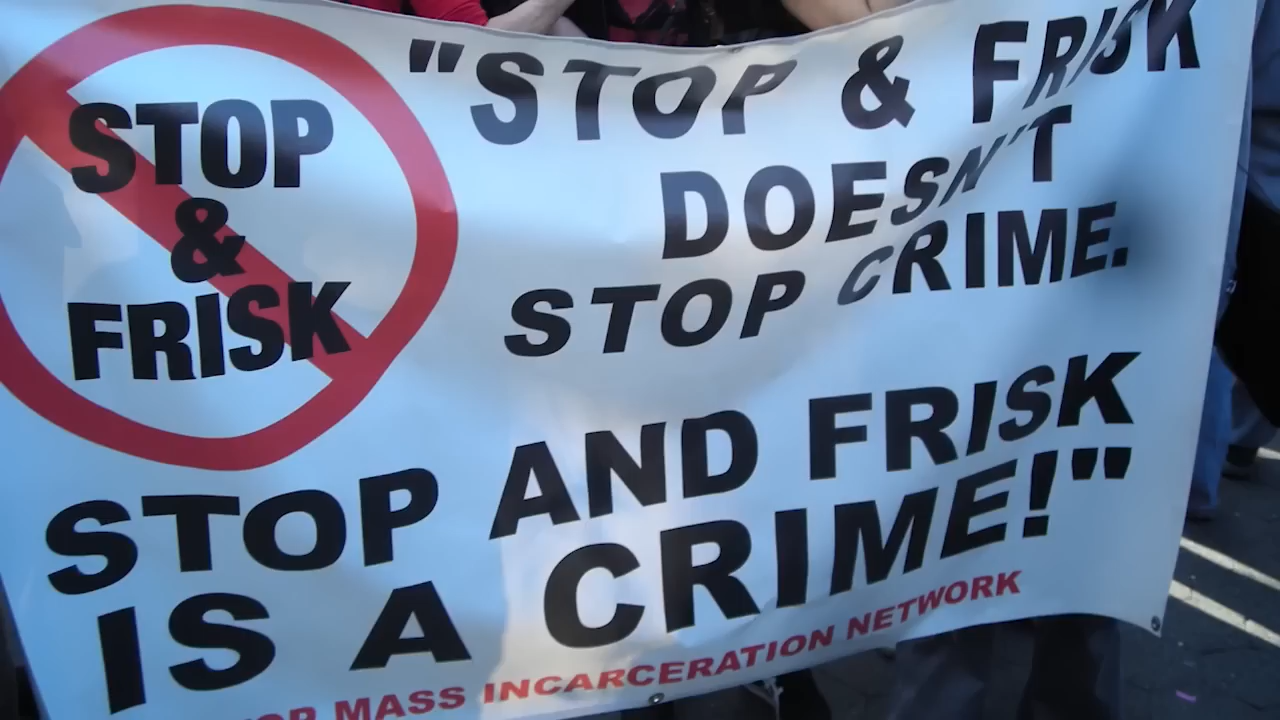 STOP
&
FRISK
"STOP & FRISK
DOESN'T
STOP CRIME.
STOP AND FRISK
IS A CRIME!"
MASS INCARCERATION NETWORK